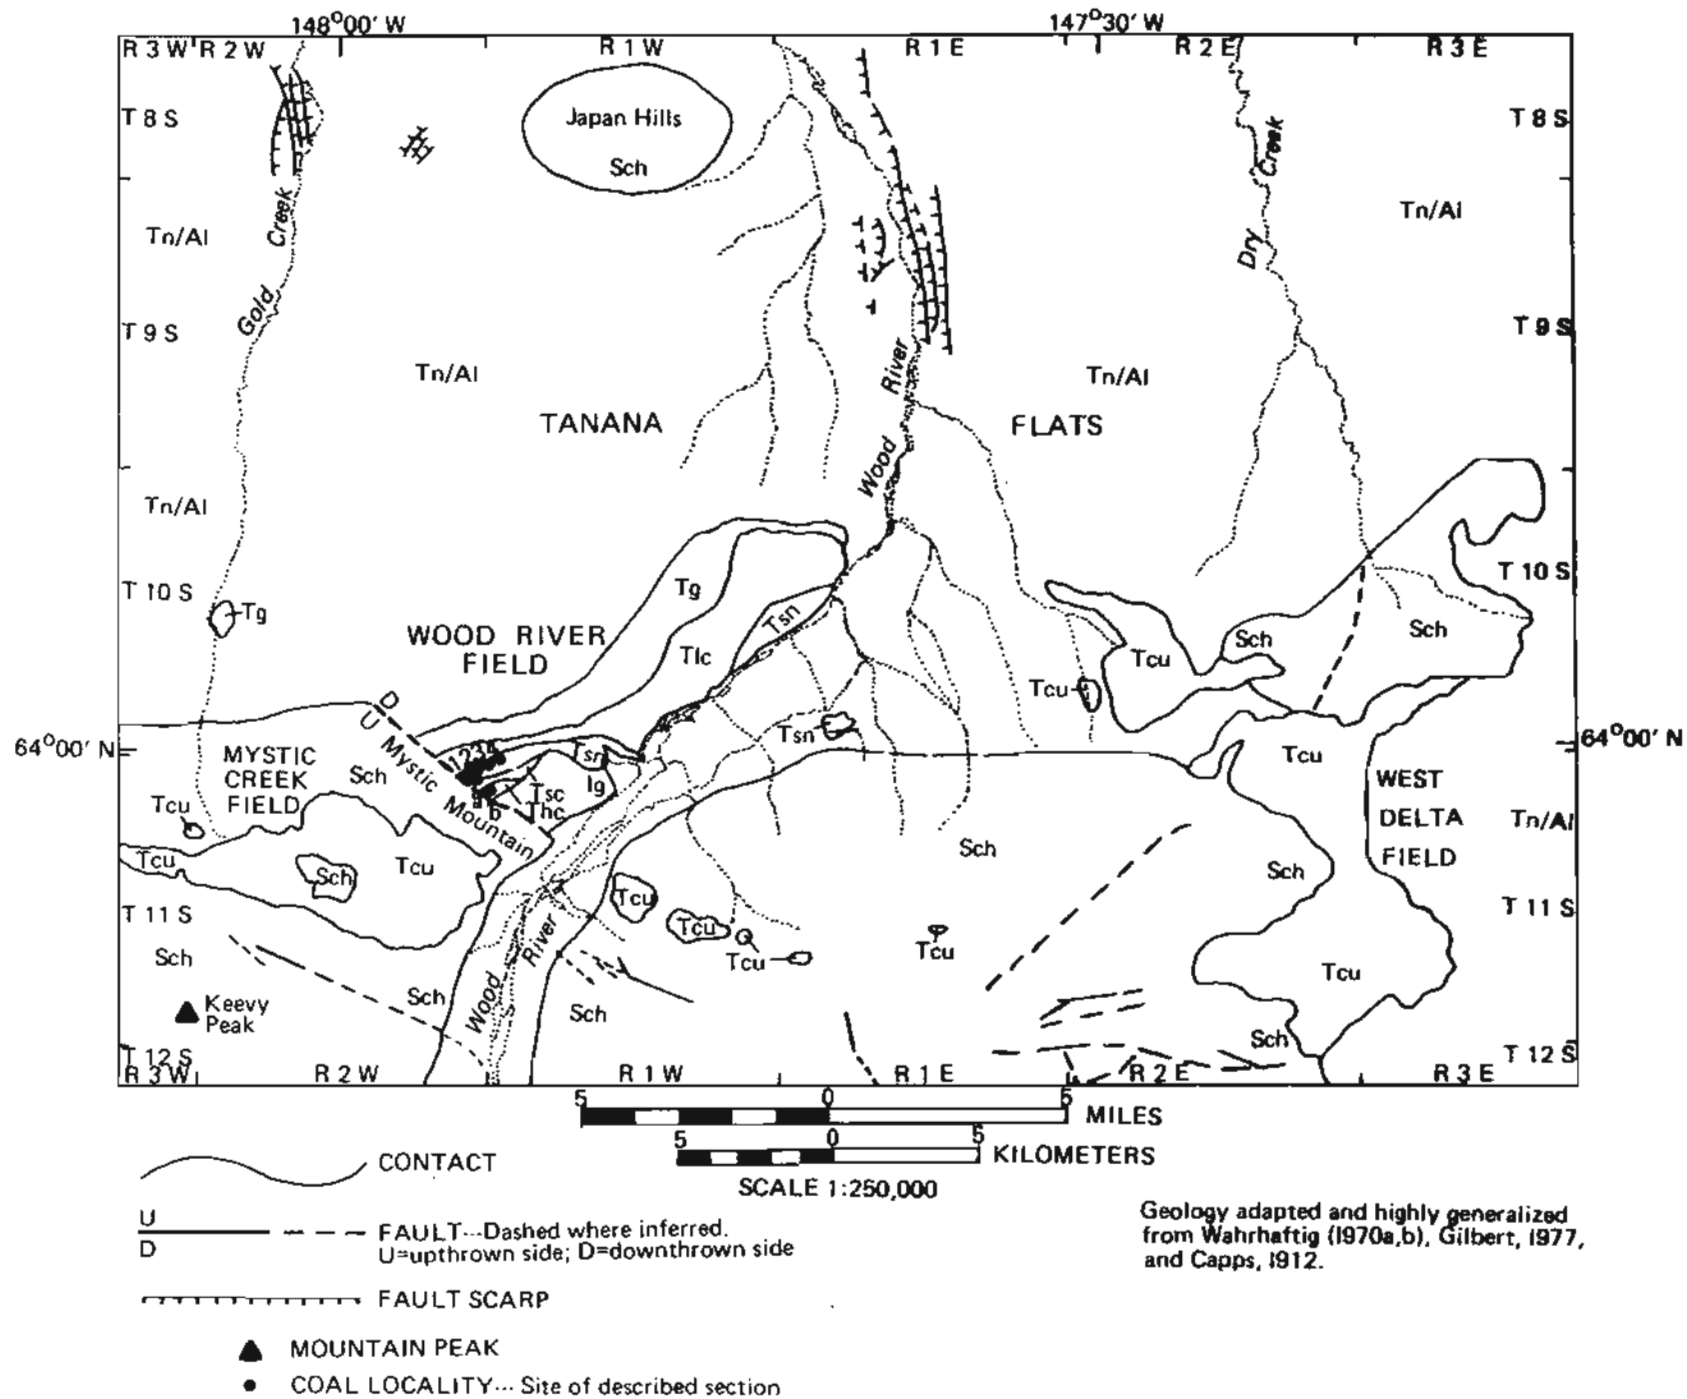 148°00' W
147°30' W
R 3 W
R 2 W
R 1 W
R 1 E
R 2 E
R 3 E
T 8 S
Japan Hills
Sch
T 8 S
Creek
Gold
Creek
Dry
Tn/Al
Tn/Al
T 9 S
T 9 S
Tn/Al
River
Tn/Al
TANANA
FLATS
Wood
Tn/Al
T 10 S
T 10 S
Tg
Tg
Tsn
WOOD RIVER
FIELD
Tlc
Sch
Sch
Tcu
Tcu
D
U
Tsn
64°00' N
64°00' N
MYSTIC
CREEK
FIELD
Sch
Mystic Mountain
Tsn
Tg
Tsc
Thc
6
Tcu
WEST
DELTA
FIELD
Tn/Al
Tcu
Tcu
Sch
Tcu
Sch
Sch
Tcu
Tcu
Tcu
Tcu
T 11 S
T 11 S
Sch
River
Wood
Sch
Sch
Tcu
Keevy
Peak
Sch
T 12 S
T 12 S
R 3 W
R 2 W
R 1 W
R 1 E
R 2 E
R 3 E
5 0 5
MILES
5 0 5
KILOMETERS
SCALE 1:250,000
CONTACT
U
D
FAULT---Dashed where inferred.
U=upthrown side; D=downthrown side
FAULT SCARP
MOUNTAIN PEAK
COAL LOCALITY--- Site of described section
Geology adapted and highly generalized
from Wahrhaftig (1970a,b), Gilbert, 1977,
and Capps, 1912.